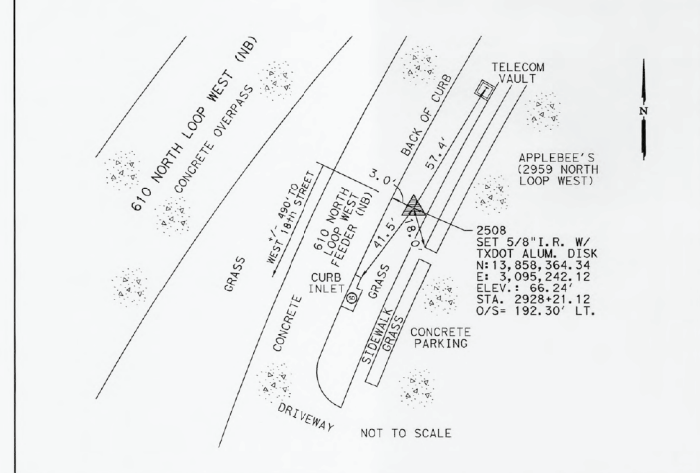 610 NORTH LOOP WEST (NB)
CONCRETE OVERPASS
BACK OF CURB
TELECOM
VAULT
N
57.4'
APPLEBEE'S
(2959 NORTH
LOOP WEST)
3.0'
+/- 490' TO
WEST 18th STREET
610 NORTH
LOOP WEST
FEEDER (NB)
41.5'
8.0'
2508
SET 5/8"I.R. W/
TXDOT ALUM. DISK
N:13,858,364.34
E: 3,095,242.12
ELEV.: 66.24'
STA. 2928+21.12
O/S= 192.30' LT.
GRASS
CURB
INLET
GRASS
CONCRETE
SIDEWALK
GRASS
CONCRETE
PARKING
DRIVEWAY
NOT TO SCALE